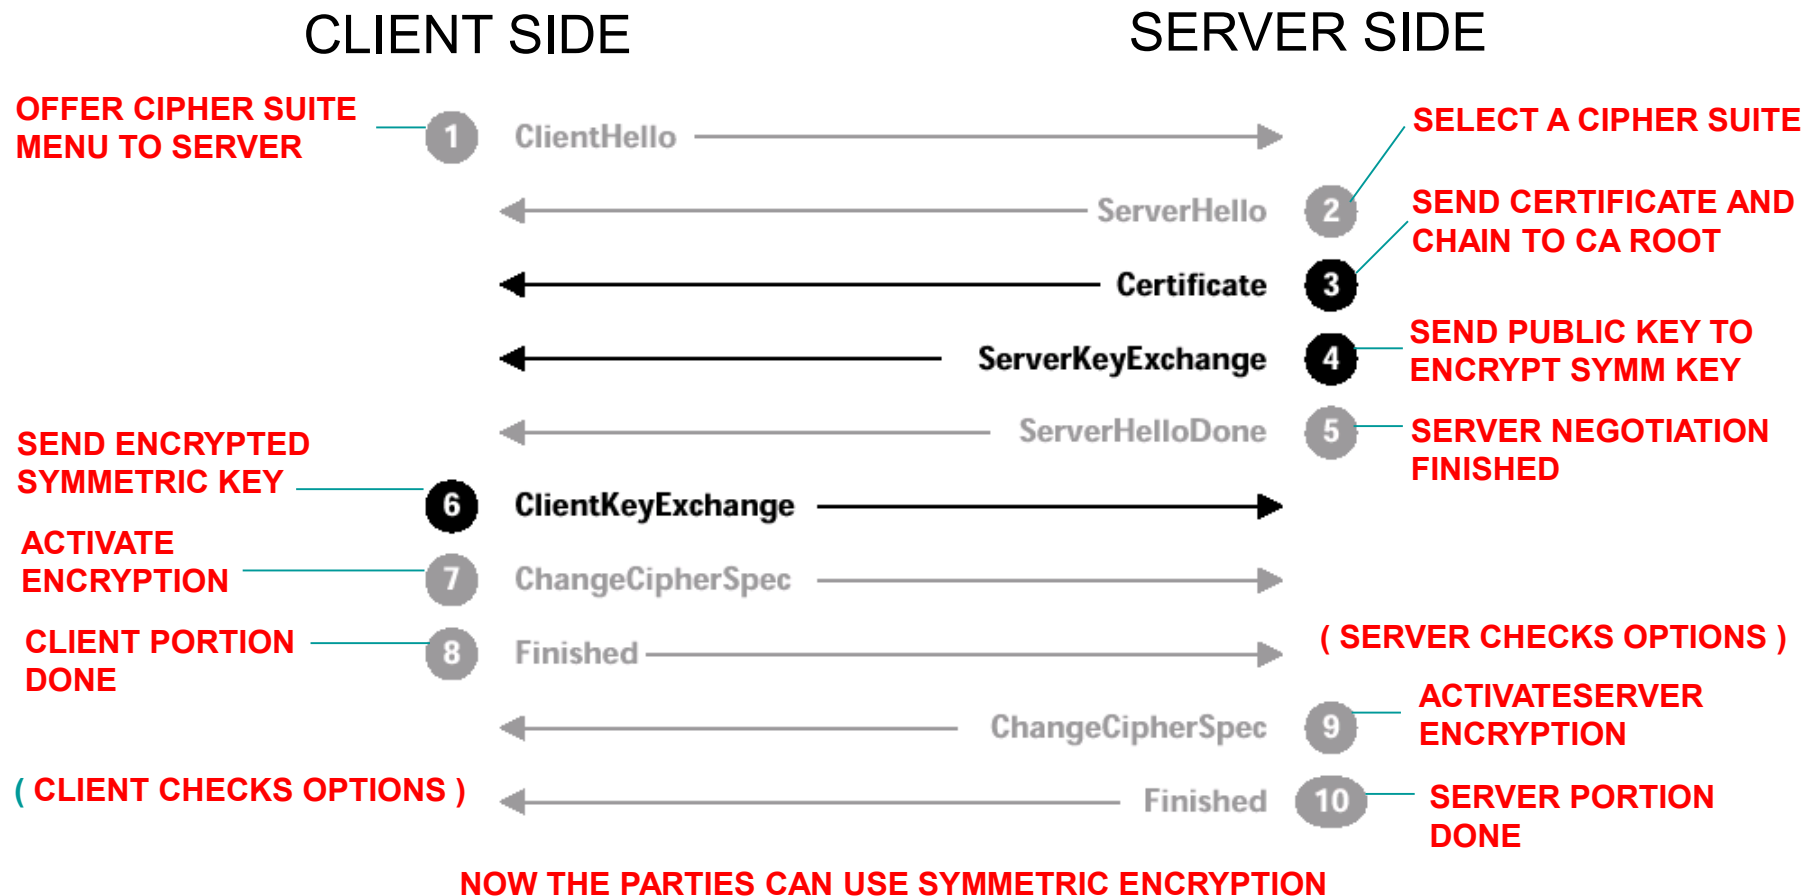 CLIENT SIDE
SERVER SIDE
OFFER CIPHER SUITE
MENU TO SERVER
1
ClientHello
SELECT A CIPHER SUITE
ServerHello
2
SEND CERTIFICATE AND
CHAIN TO CA ROOT
Certificate
3
SEND PUBLIC KEY TO
ENCRYPT SYMM KEY
ServerKeyExchange
4
ServerHelloDone
5
SERVER NEGOTIATION
FINISHED
SEND ENCRYPTED
SYMMETRIC KEY
6
ClientKeyExchange
ACTIVATE
ENCRYPTION
7
ChangeCipherSpec
CLIENT PORTION
DONE
8
Finished
( SERVER CHECKS OPTIONS )
ChangeCipherSpec
9
ACTIVATESERVER
ENCRYPTION
( CLIENT CHECKS OPTIONS )
Finished
10
SERVER PORTION
DONE
NOW THE PARTIES CAN USE SYMMETRIC ENCRYPTION